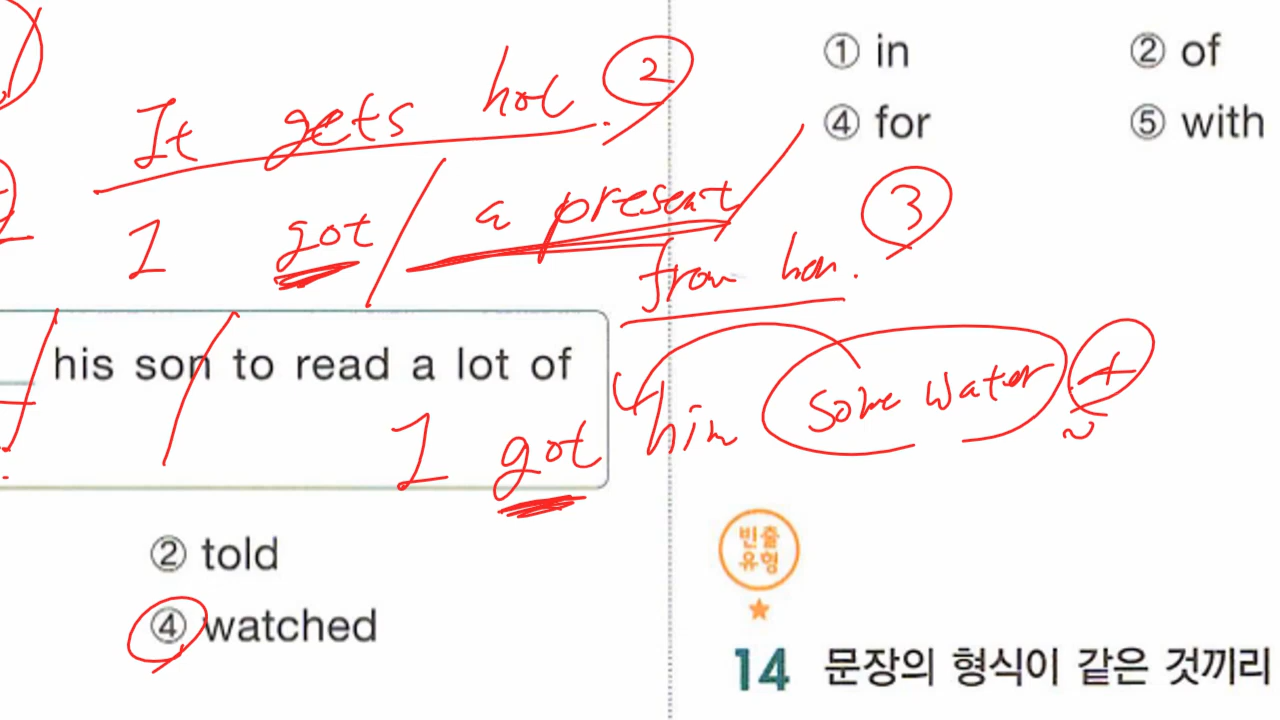 It gets hot. ②
I got / a present
from him. ③
his son to read a lot of
I got him some water ④
② told
④ watched
① in ② of
④ for ⑤ with
빈출
유형
14 문장의 형식이 같은 것끼리